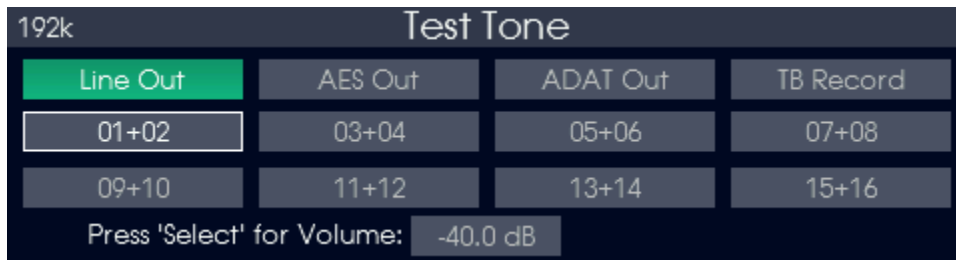 192k Test Tone
Line Out AES Out ADAT Out TB Record
01+02 03+04 05+06 07+08
09+10 11+12 13+14 15+16
Press 'Select' for Volume: -40.0 dB